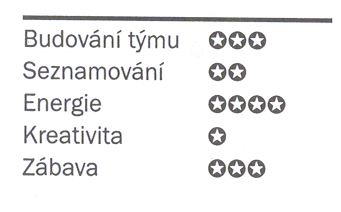 Budování týmu ✪✪✪
Seznamování ✪✪
Energie ✪✪✪✪
Kreativita ✪
Zábava ✪✪✪